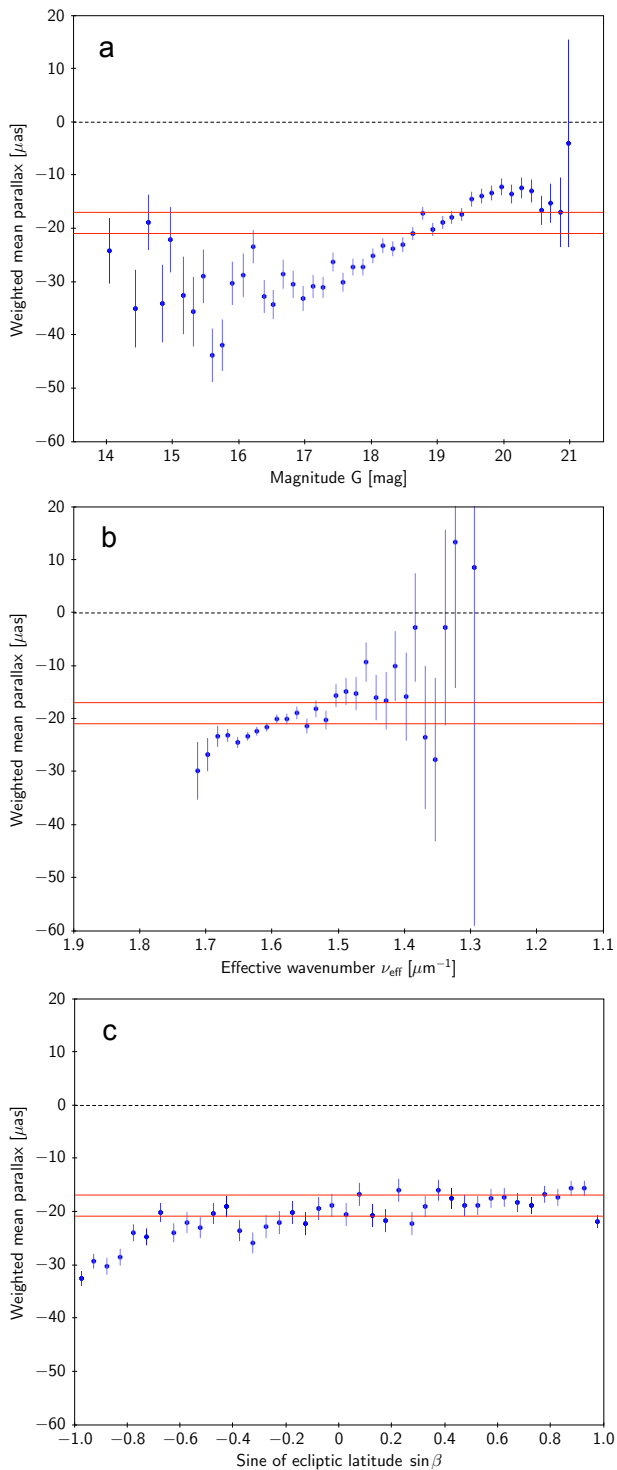 a
20
10
0
−10
−20
−30
−40
−50
−60
Weighted mean parallax [μas]
14 15 16 17 18 19 20 21
Magnitude G [mag]
b
20
10
0
−10
−20
−30
−40
−50
−60
Weighted mean parallax [μas]
1.9 1.8 1.7 1.6 1.5 1.4 1.3 1.2 1.1
Effective wavenumber νeff [μm−1]
c
20
10
0
−10
−20
−30
−40
−50
−60
Weighted mean parallax [μas]
−1.0 −0.8 −0.6 −0.4 −0.2 0 0.2 0.4 0.6 0.8 1.0
Sine of ecliptic latitude sin β